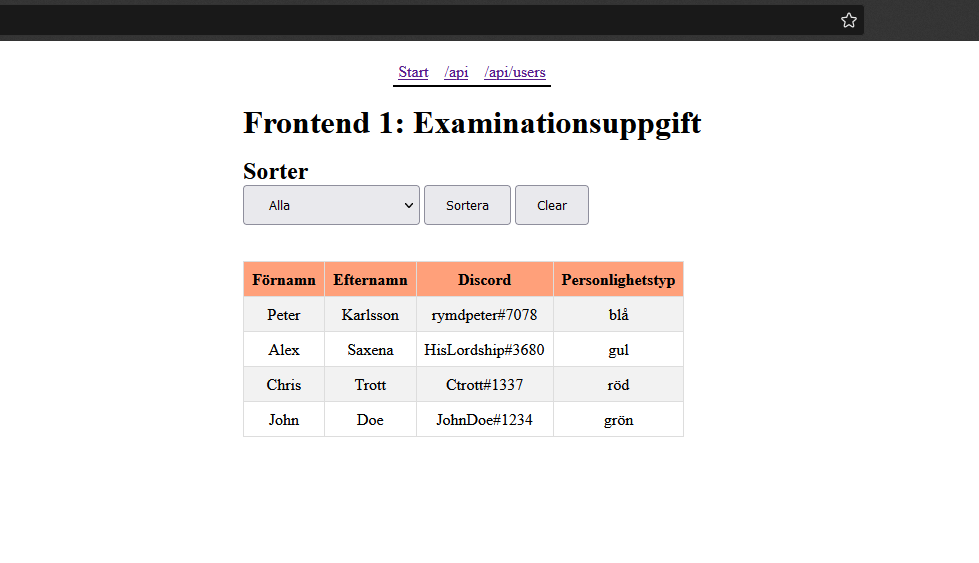 Start /api /api/users
Frontend 1: Examinationsuppgift
Sorter
Alla Sortera Clear
Förnamn Efternamn Discord Personlighetstyp
Peter Karlsson rymdpeter#7078 blå
Alex Saxena HisLordship#3680 gul
Chris Trott Ctrott#1337 röd
John Doe JohnDoe#1234 grön